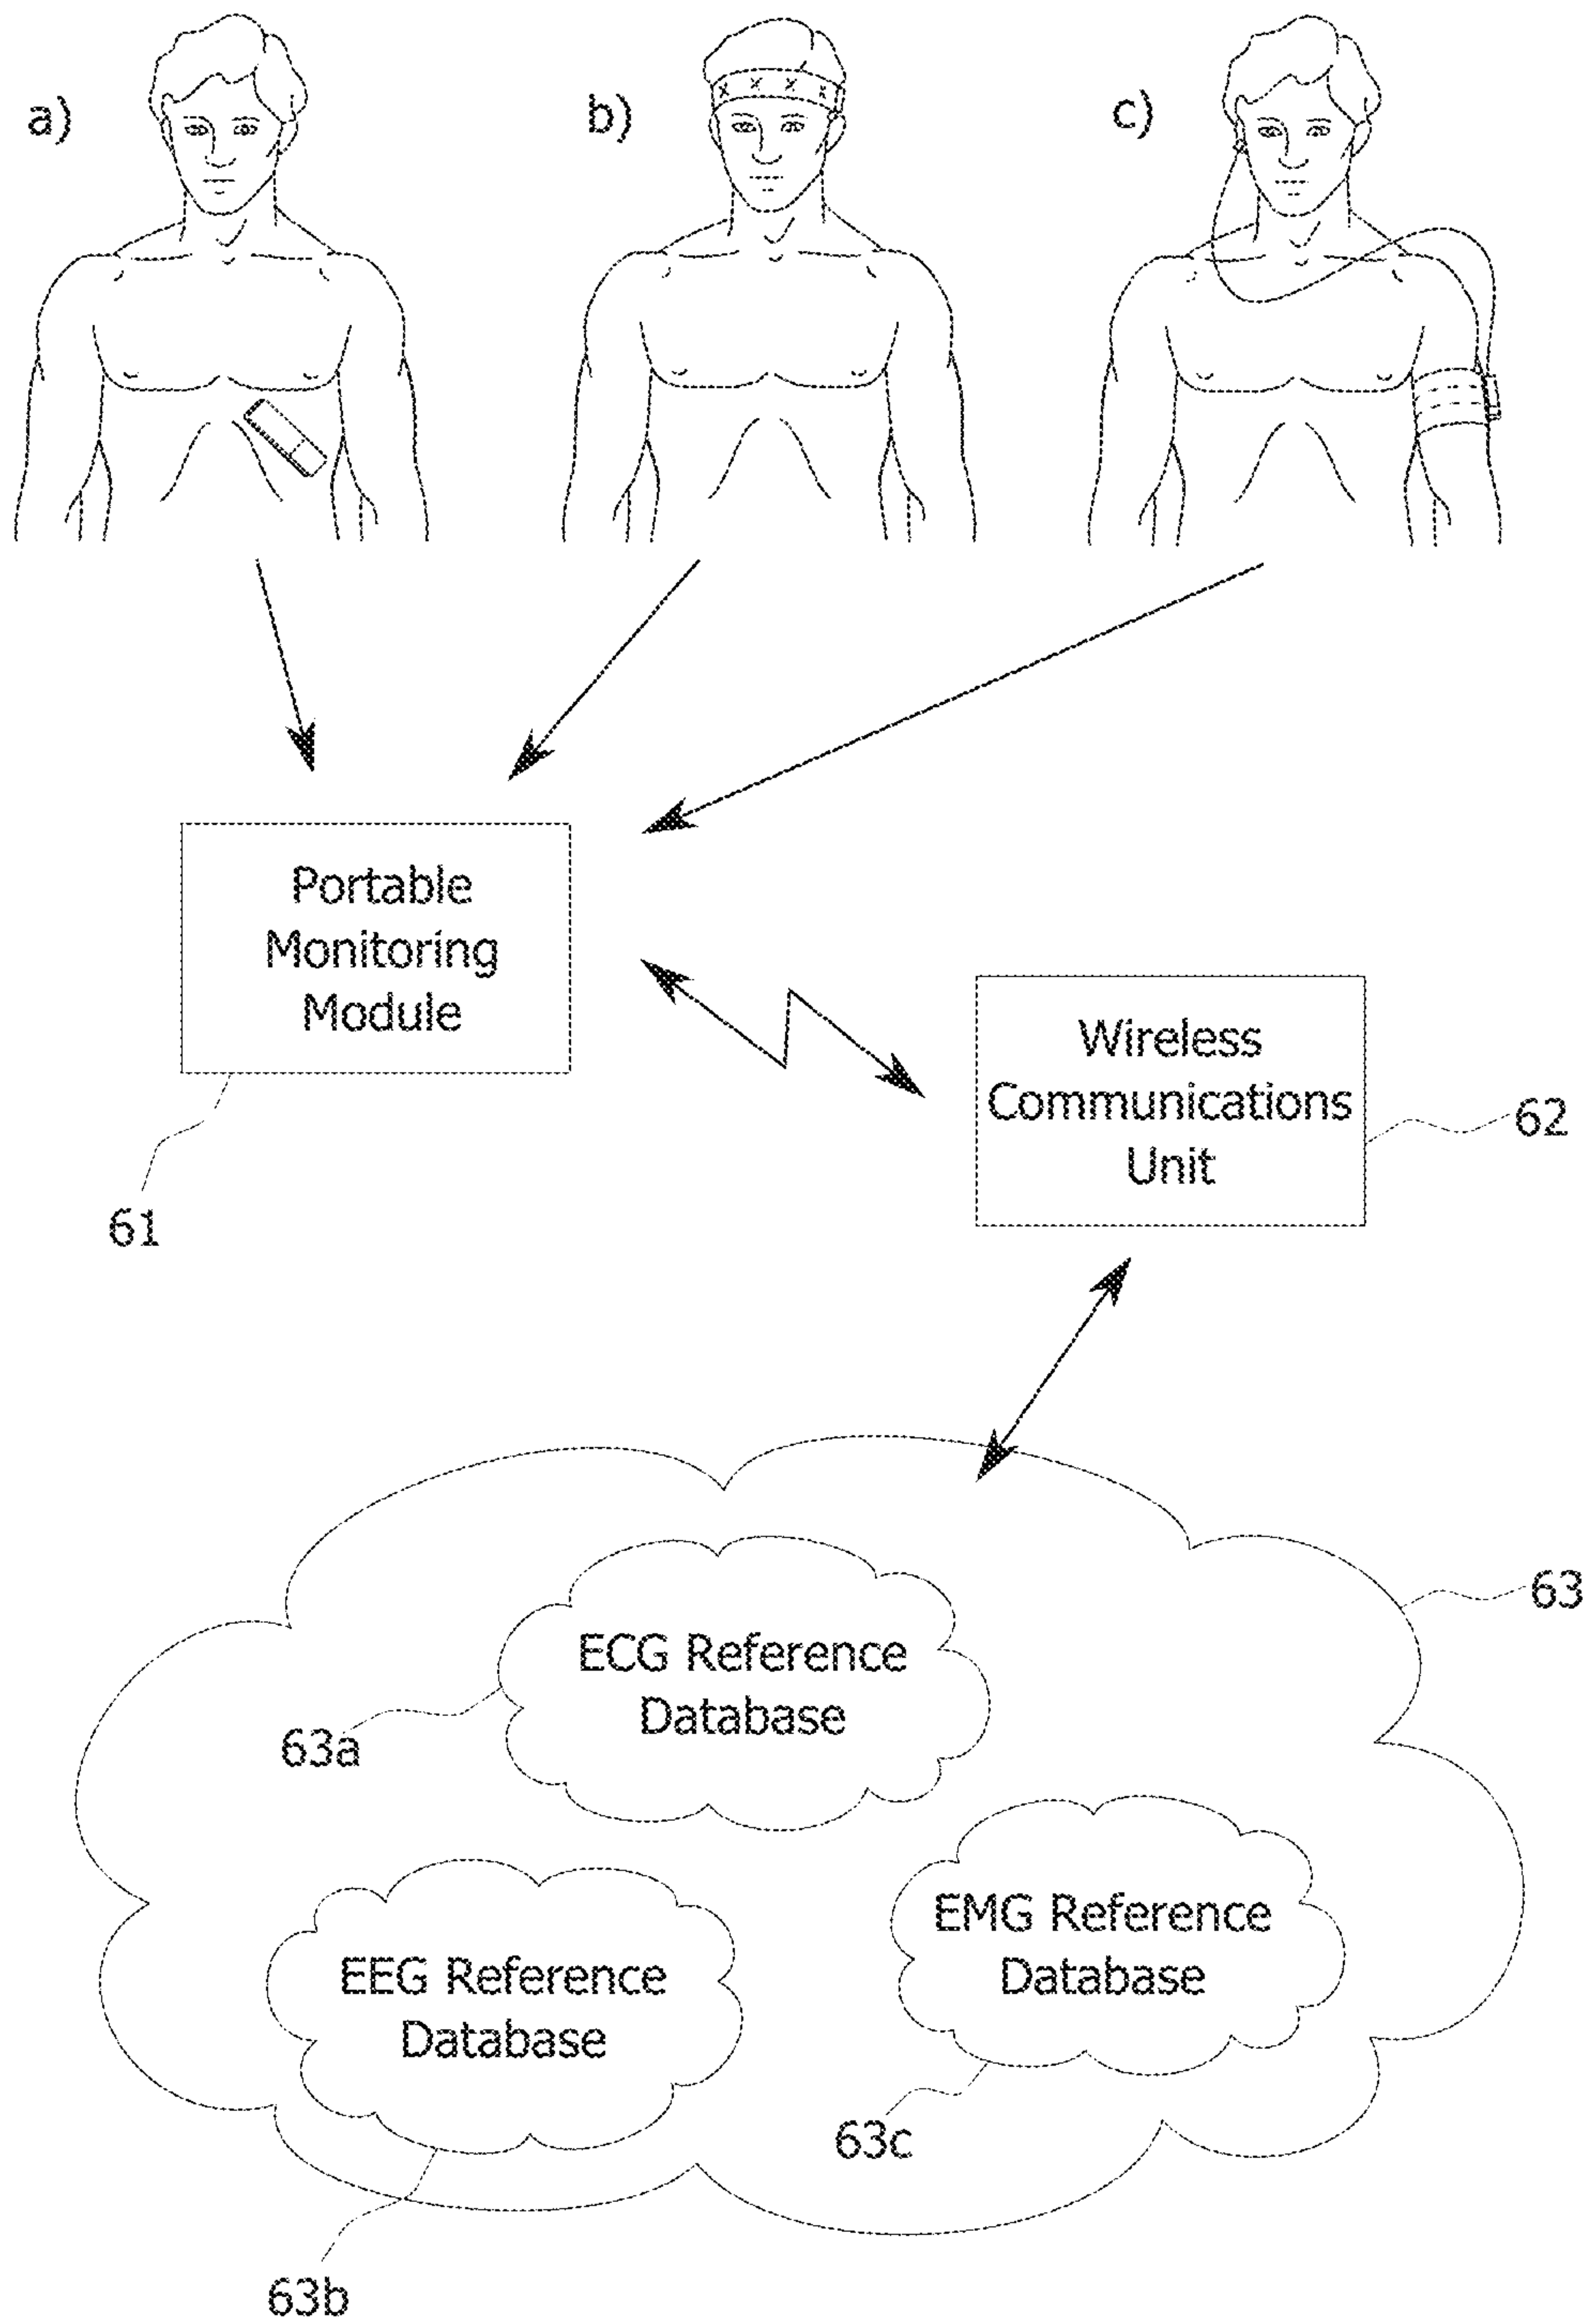 a)
b)
c)
Portable
Monitoring
Module
61
Wireless
Communications
Unit
62
63
ECG Reference
Database
63a
EMG Reference
Database
63c
EEG Reference
Database
63b